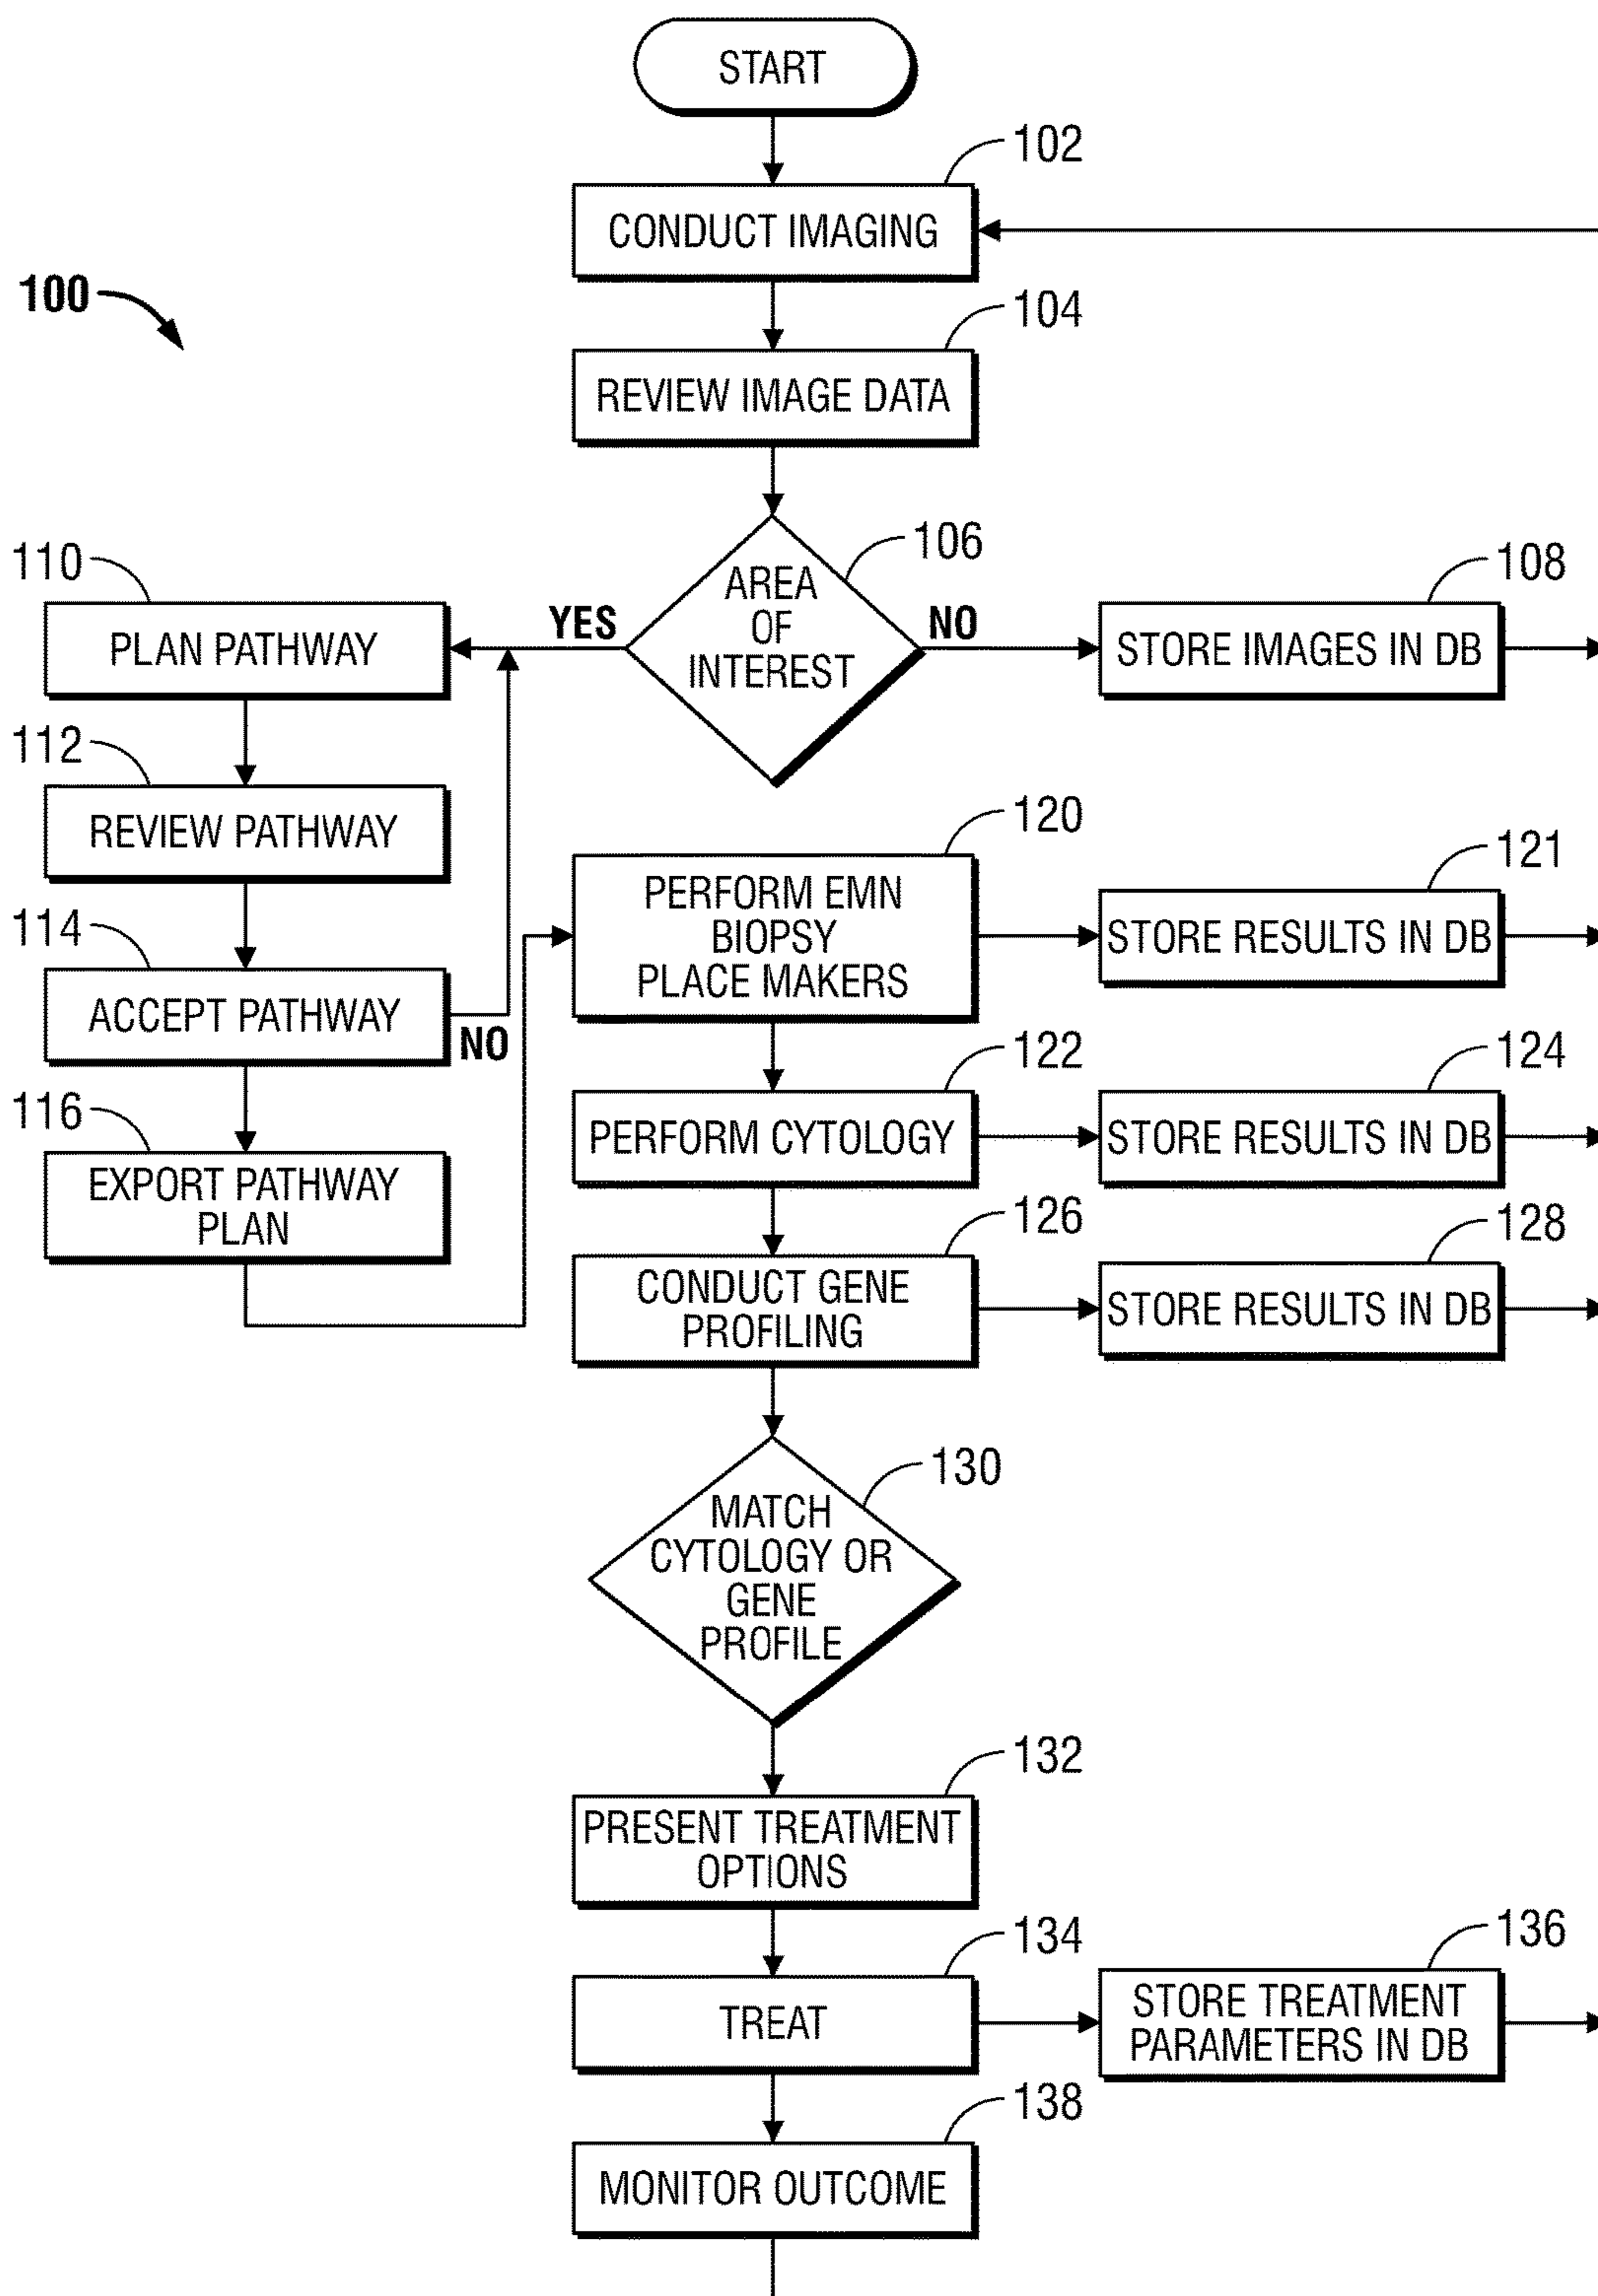 START
102
CONDUCT IMAGING
100
104
REVIEW IMAGE DATA
106
AREA
OF
INTEREST
YES
NO
108
STORE IMAGES IN DB
110
PLAN PATHWAY
112
REVIEW PATHWAY
114
ACCEPT PATHWAY
NO
116
EXPORT PATHWAY
PLAN
120
PERFORM EMN
BIOPSY
PLACE MAKERS
121
STORE RESULTS IN DB
122
PERFORM CYTOLOGY
124
STORE RESULTS IN DB
126
CONDUCT GENE
PROFILING
128
STORE RESULTS IN DB
130
MATCH
CYTOLOGY OR
GENE
PROFILE
132
PRESENT TREATMENT
OPTIONS
134
TREAT
136
STORE TREATMENT
PARAMETERS IN DB
138
MONITOR OUTCOME